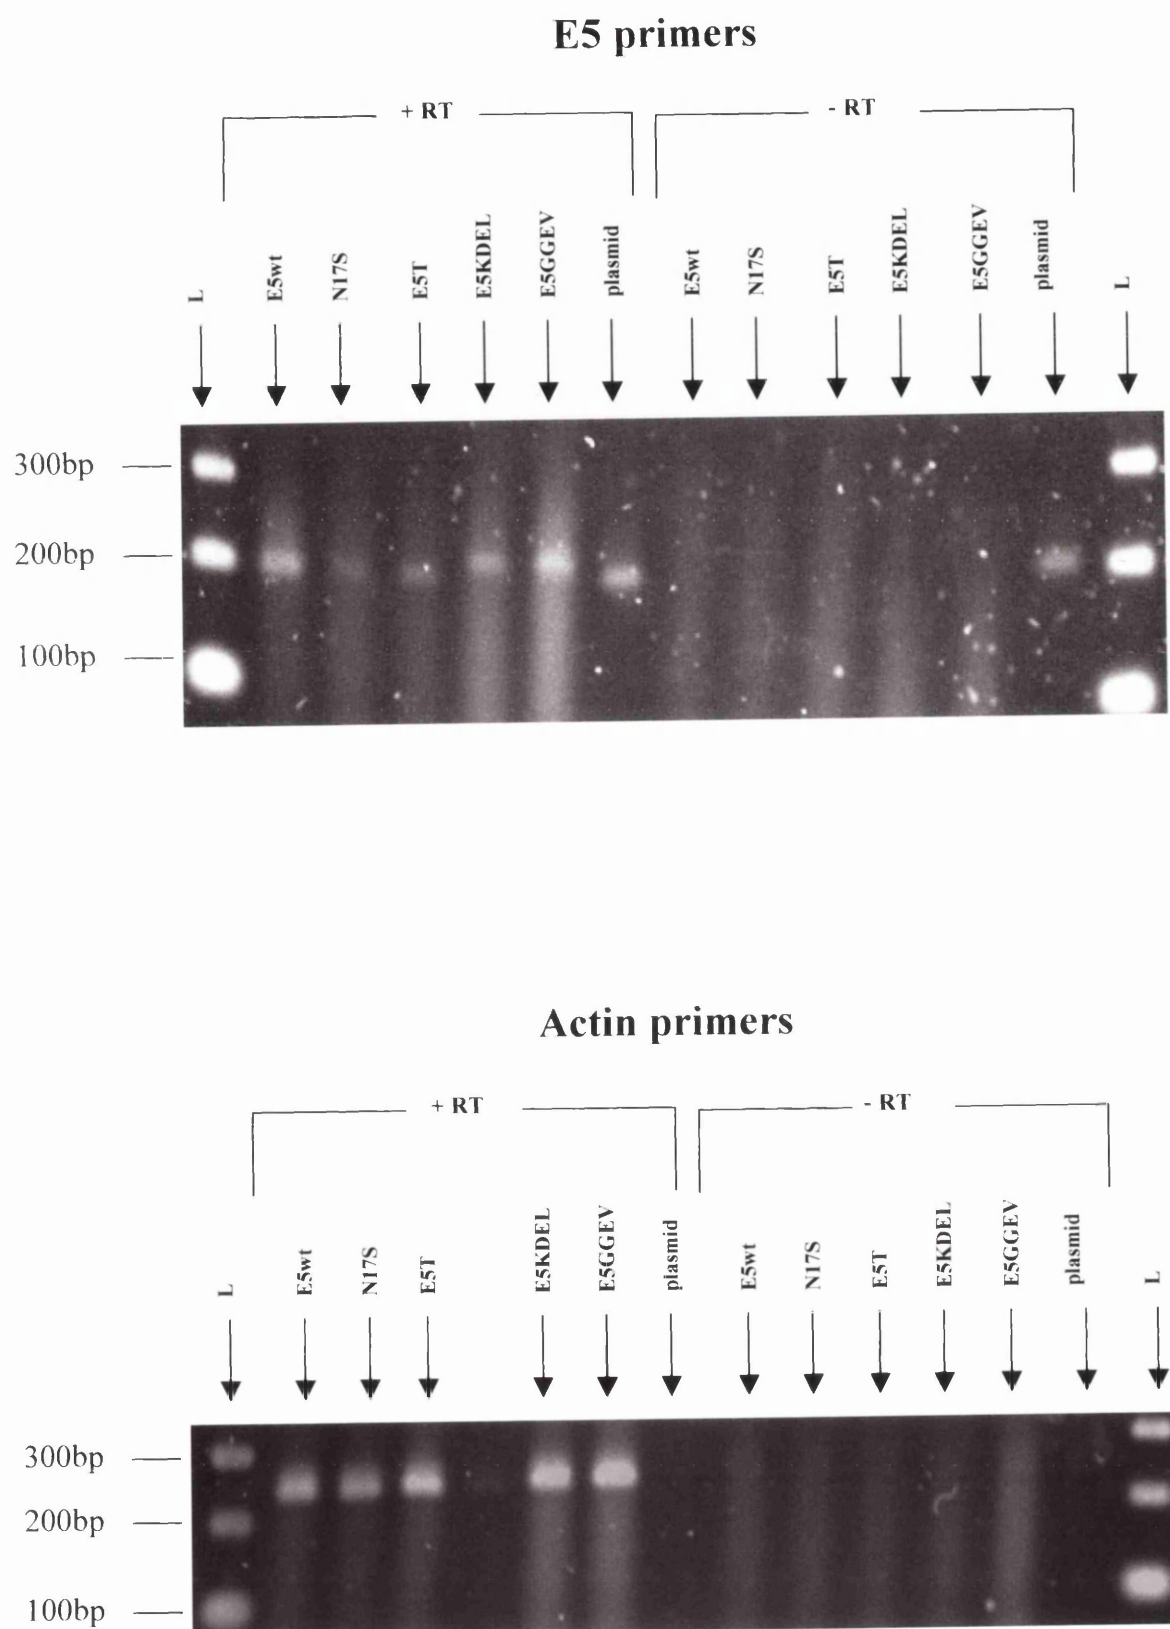 E5 primers
+ RT
- RT
L
E5wt
N17S
E5T
E5KDEL
E5GGEV
plasmid
E5wt
N17S
E5T
E5KDEL
E5GGEV
plasmid
L
300bp
200bp
100bp
Actin primers
+ RT
- RT
L
E5wt
N17S
E5T
E5KDEL
E5GGEV
plasmid
E5wt
N17S
E5T
E5KDEL
E5GGEV
plasmid
L
300bp
200bp
100bp